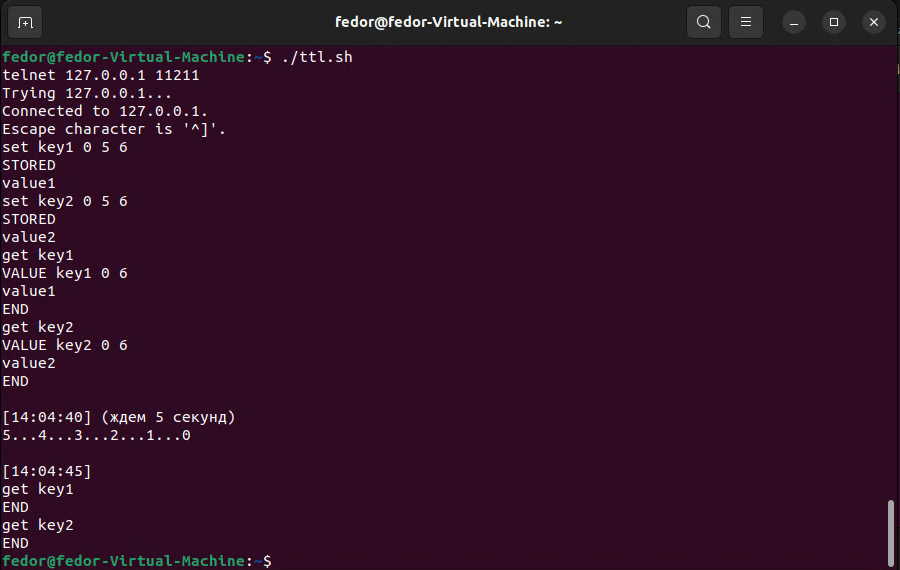 fedor@fedor-Virtual-Machine: ~
fedor@fedor-Virtual-Machine:~$ ./ttl.sh
telnet 127.0.0.1 11211
Trying 127.0.0.1...
Connected to 127.0.0.1.
Escape character is '^]'.
set key1 0 5 6
STORED
value1
set key2 0 5 6
STORED
value2
get key1
VALUE key1 0 6
value1
END
get key2
VALUE key2 0 6
value2
END
[14:04:40] (ждем 5 секунд)
5...4...3...2...1...0
[14:04:45]
get key1
END
get key2
END
fedor@fedor-Virtual-Machine:~$